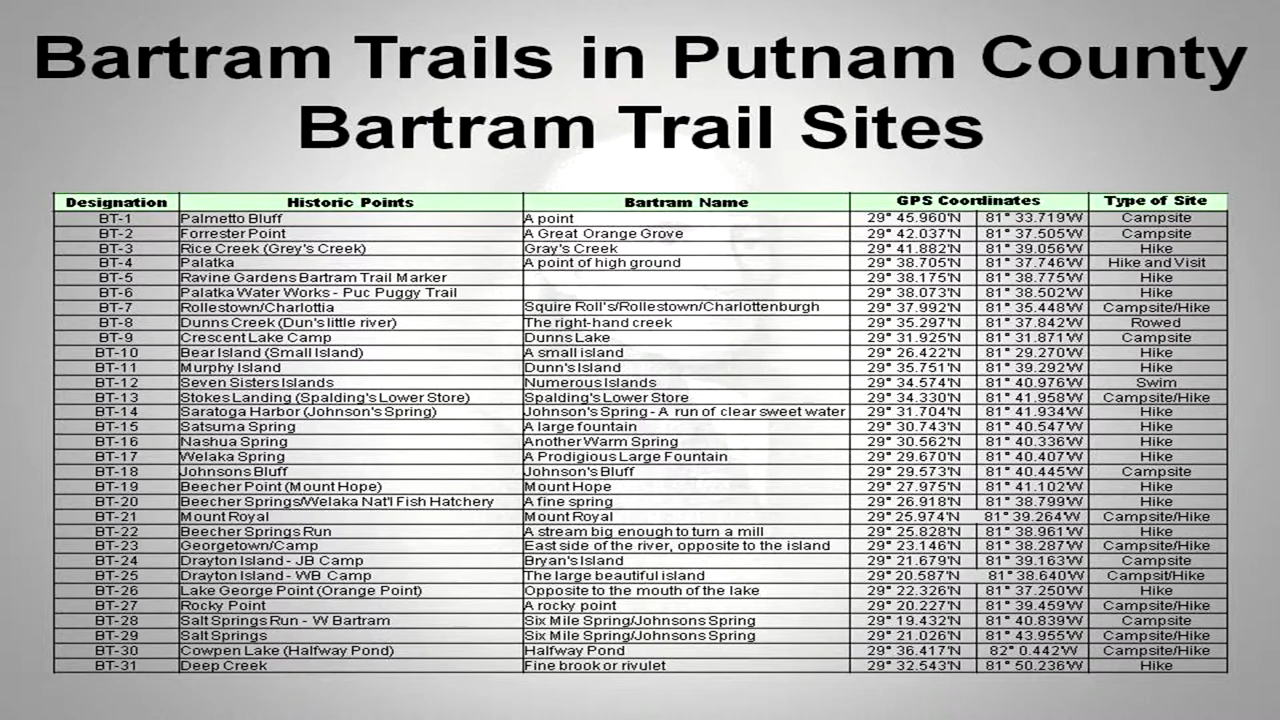 Bartram Trails in Putnam County
Bartram Trail Sites
Designation Historic Points Bartram Name GPS Coordinates Type of Site
BT-1 Palmetto Bluff A point 29° 45.960'N 81° 33.719'W Campsite
BT-2 Forrester Point A Great Orange Grove 29° 42.037'N 81° 37.505'W Campsite
BT-3 Rice Creek (Grey's Creek) Gray's Creek 29° 41.882'N 81° 39.056'W Hike
BT-4 Palatka A point of high ground 29° 38.705'N 81° 37.746'W Hike and Visit
BT-5 Ravine Gardens Bartram Trail Marker 29° 38.175'N 81° 38.775'W Hike
BT-6 Palatka Water Works - Puc Puggy Trail 29° 38.073'N 81° 38.502'W Hike
BT-7 Rollestown/Charlottia Squire Roll's/Rollestown/Charlottenburgh 29° 37.992'N 81° 35.448'W Campsite/Hike
BT-8 Dunns Creek (Dun's little river) The right-hand creek 29° 35.297'N 81° 37.842'W Rowed
BT-9 Crescent Lake Camp Dunns Lake 29° 31.925'N 81° 31.871'W Campsite
BT-10 Bear Island (Small Island) A small island 29° 26.422'N 81° 29.270'W Hike
BT-11 Murphy Island Dunn's Island 29° 35.751'N 81° 39.292'W Hike
BT-12 Seven Sisters Islands Numerous Islands 29° 34.574'N 81° 40.976'W Swim
BT-13 Stokes Landing (Spalding's Lower Store) Spalding's Lower Store 29° 34.330'N 81° 41.958'W Campsite/Hike
BT-14 Saratoga Harbor (Johnson's Spring) Johnson's Spring - A run of clear sweet water 29° 31.704'N 81° 41.934'W Hike
BT-15 Satsuma Spring A large fountain 29° 30.743'N 81° 40.547'W Hike
BT-16 Nashua Spring Another Warm Spring 29° 30.562'N 81° 40.336'W Hike
BT-17 Welaka Spring A Prodigious Large Fountain 29° 29.670'N 81° 40.407'W Hike
BT-18 Johnsons Bluff Johnson's Bluff 29° 29.573'N 81° 40.445'W Campsite
BT-19 Beecher Point (Mount Hope) Mount Hope 29° 27.975'N 81° 41.102'W Hike
BT-20 Beecher Springs/Welaka Nat'l Fish Hatchery A fine spring 29° 26.918'N 81° 38.799'W Hike
BT-21 Mount Royal Mount Royal 29° 25.974'N 81° 39.264'W Campsite/Hike
BT-22 Beecher Springs Run A stream big enough to turn a mill 29° 25.828'N 81° 38.961'W Hike
BT-23 Georgetown/Camp East side of the river, opposite to the island 29° 23.146'N 81° 38.287'W Campsite/Hike
BT-24 Drayton Island - JB Camp Bryan's Island 29° 21.679'N 81° 39.163'W Campsite
BT-25 Drayton Island - WB Camp The large beautiful island 29° 20.587'N 81° 38.640'W Campsit/Hike
BT-26 Lake George Point (Orange Point) Opposite to the mouth of the lake 29° 22.326'N 81° 37.250'W Hike
BT-27 Rocky Point A rocky point 29° 20.227'N 81° 39.459'W Campsite/Hike
BT-28 Salt Springs Run - W Bartram Six Mile Spring/Johnsons Spring 29° 19.432'N 81° 40.839'W Campsite
BT-29 Salt Springs Six Mile Spring/Johnsons Spring 29° 21.026'N 81° 43.955'W Campsite/Hike
BT-30 Cowpen Lake (Halfway Pond) Halfway Pond 29° 36.417'N 82° 0.442'W Campsite/Hike
BT-31 Deep Creek Fine brook or rivulet 29° 32.543'N 81° 50.236'W Hike